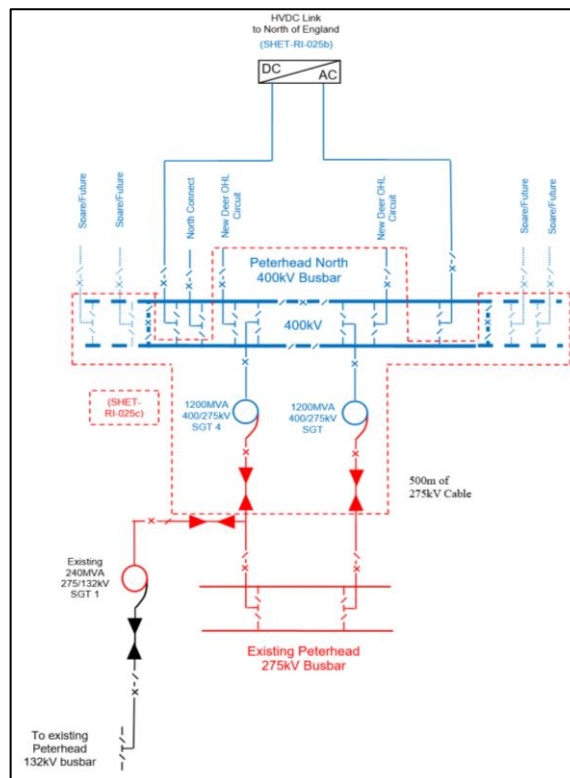 HVDC Link
to North of England
(SHET-RI-025b)
DC
AC
Soare/Future
Spare/Future
North Connect
New Deer OHL
Circuit
New Deer OHL
Circuit
Spare/Future
Spare/Future
Peterhead North
400kV Busbar
400kV
(SHET-
RI-025c)
1200MVA
400/275kV
SGT 4
1200MVA
400/275kV
SGT
500m of
275kV Cable
Existing
240MVA
275/132kV
SGT 1
Existing Peterhead
275kV Busbar
To existing
Peterhead
132kV busbar